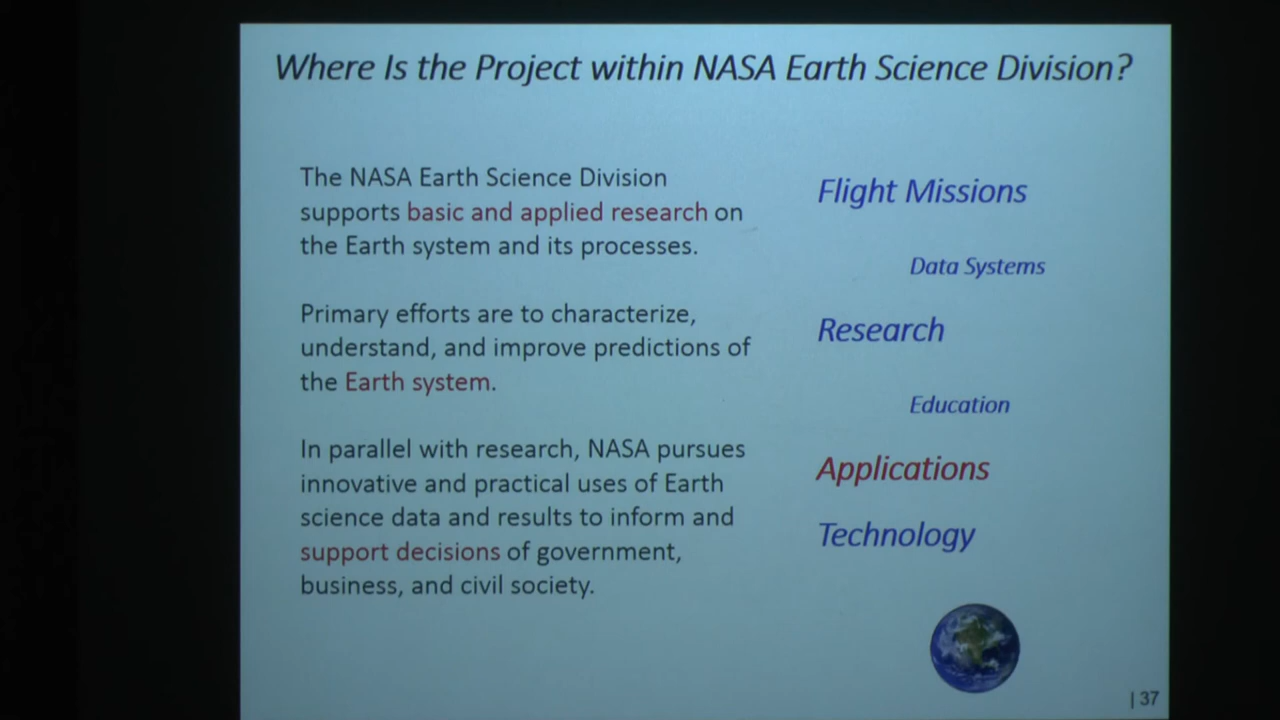 Where Is the Project within NASA Earth Science Division?
The NASA Earth Science Division
supports basic and applied research on
the Earth system and its processes.
Primary efforts are to characterize,
understand, and improve predictions of
the Earth system.
In parallel with research, NASA pursues
innovative and practical uses of Earth
science data and results to inform and
support decisions of government,
business, and civil society.
Flight Missions
Data Systems
Research
Education
Applications
Technology
| 37